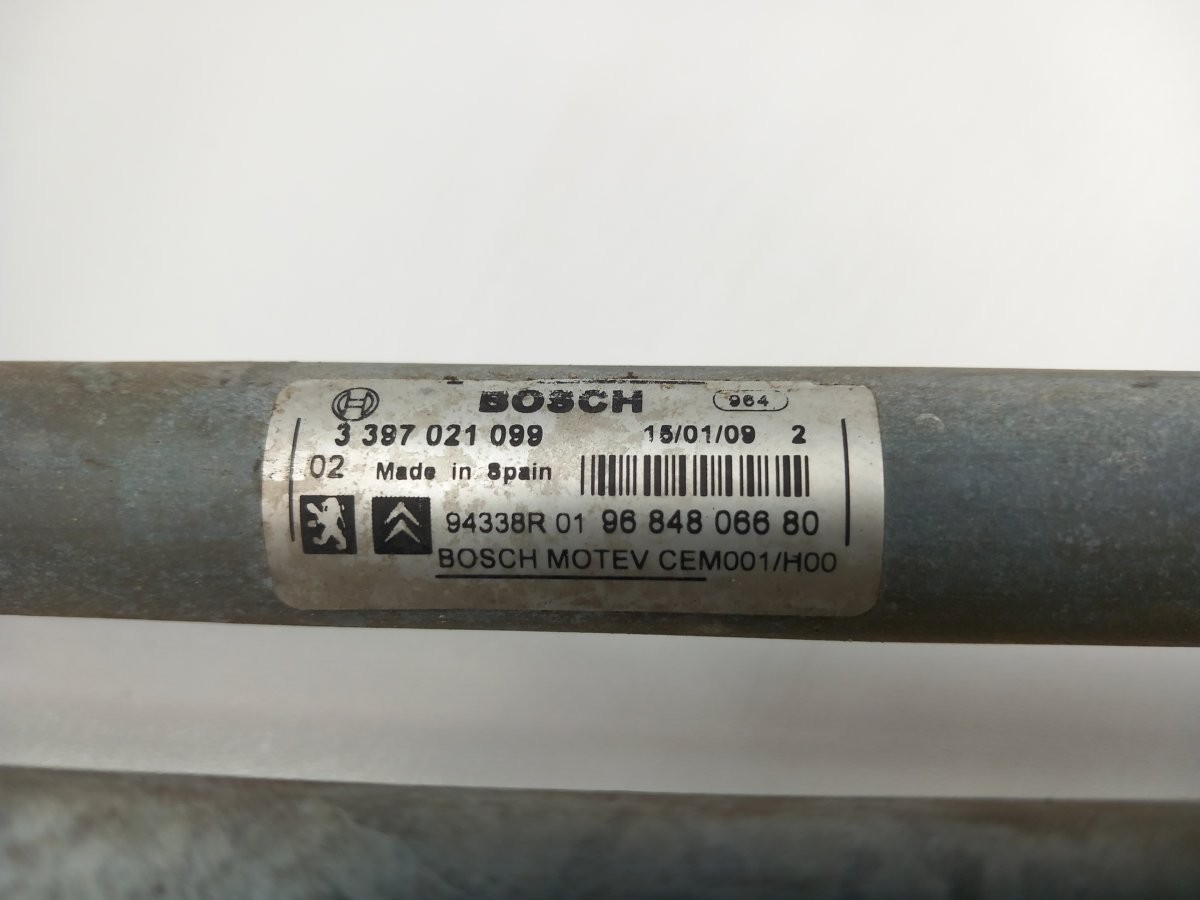 BOSCH 964
3 397 021 099 15/01/09 2
02 Made in Spain
94338R 01 96 848 066 80
BOSCH MOTEV CEM001/H00